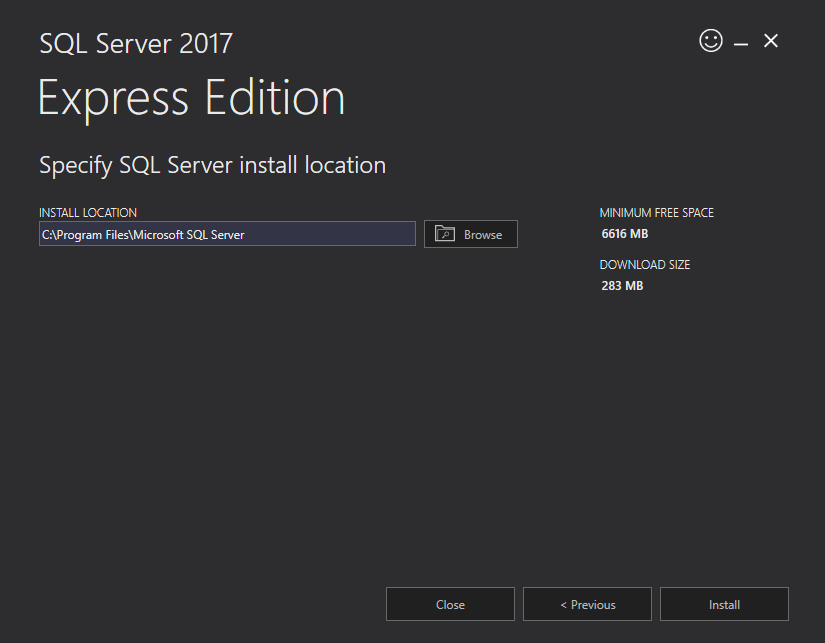 SQL Server 2017
Express Edition
Specify SQL Server install location
INSTALL LOCATION
C:\Program Files\Microsoft SQL Server
Browse
MINIMUM FREE SPACE
6616 MB
DOWNLOAD SIZE
283 MB
Close
< Previous
Install